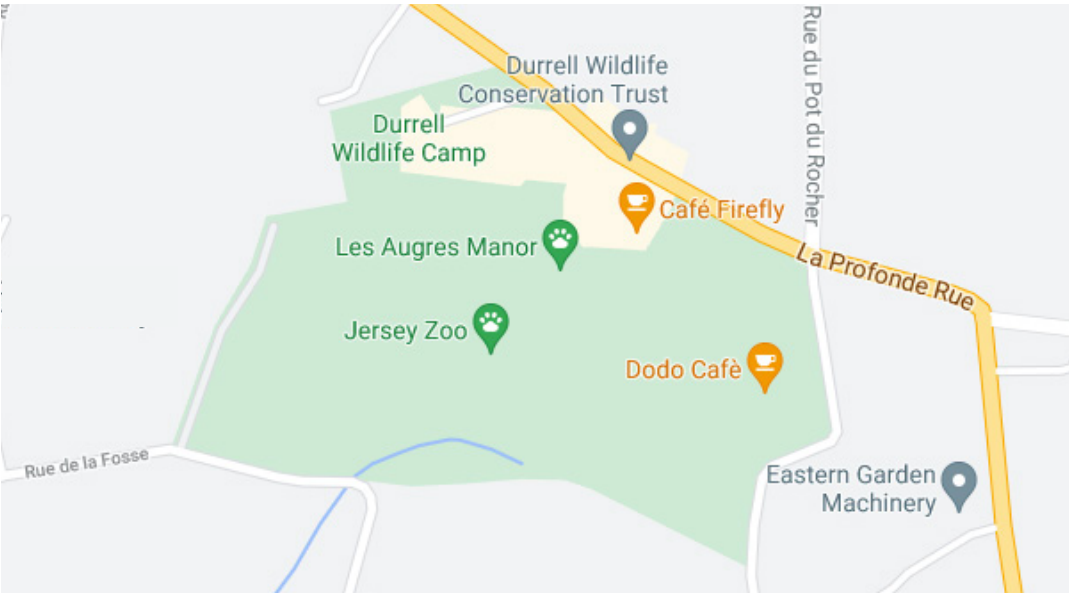 Rue du Pot du Rocher
Durrell Wildlife
Conservation Trust
Durrell
Wildlife Camp
Café Firefly
Les Augres Manor
La Profonde Rue
Jersey Zoo
Dodo Cafè
Rue de la Fosse
Eastern Garden
Machinery